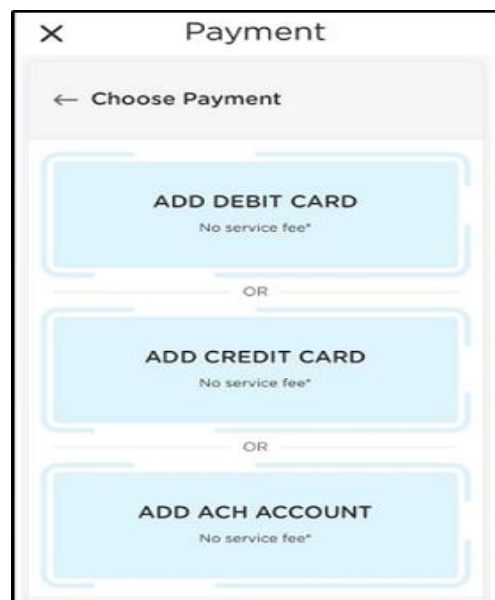 Payment
← Choose Payment
ADD DEBIT CARD
No service fee*
OR
ADD CREDIT CARD
No service fee*
OR
ADD ACH ACCOUNT
No service fee*